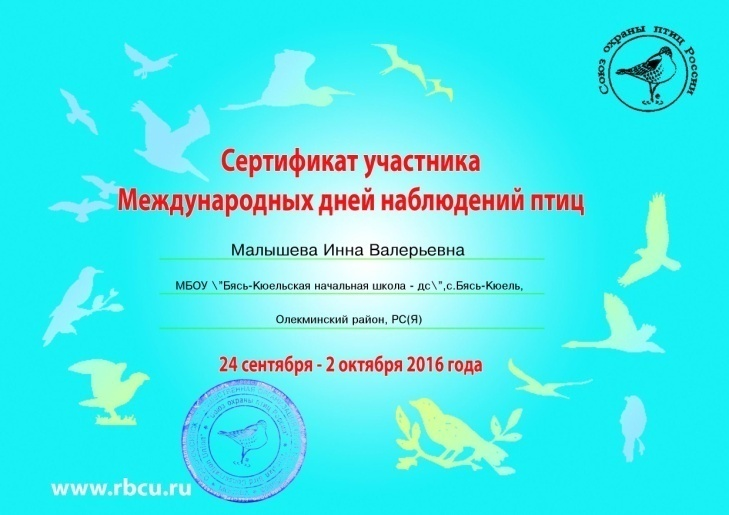 Союз охраны птиц России
Сертификат участника
Международных дней наблюдений птиц
Малышева Инна Валерьевна
МБОУ \"Бясь-Кюельская начальная школа - дс\",с.Бясь-Кюель,
Олекминский район, РС(Я)
24 сентября - 2 октября 2016 года
"Союз охраны птиц России"
www.rbcu.ru